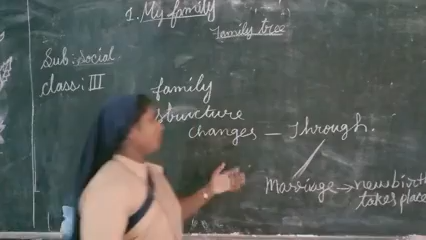 1. My family
Family tree
Sub: social
class: III
family
structure
changes - Through.
Marriage → new birth
takes place